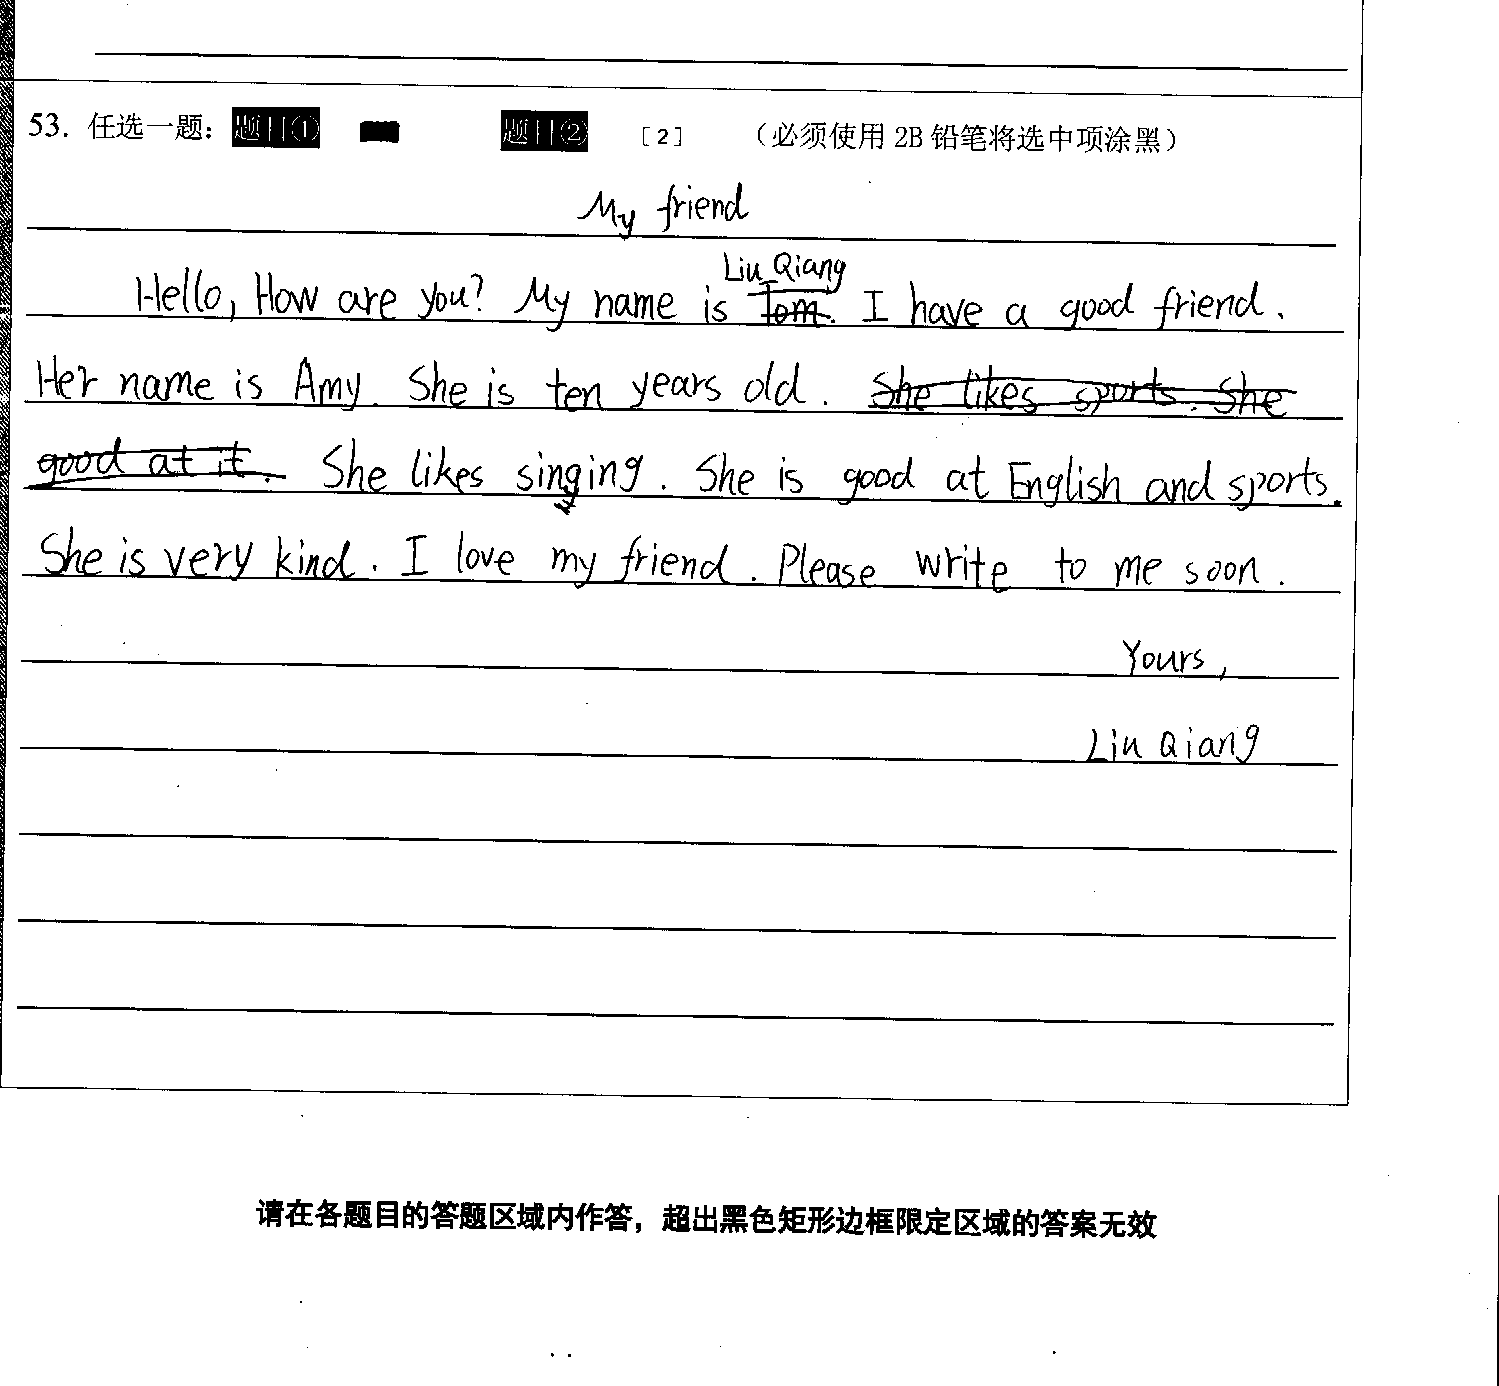 53. 任选一题: 题目① 题目② [2] (必须使用 2B 铅笔将选中项涂黑)
My friend
Liu Qiang
Hello, How are you? My name is Tom. I have a good friend.
Her name is Amy. She is ten years old. She likes sports. She
good at it. She likes singing. She is good at English and sports.
She is very kind. I love my friend. Please write to me soon.
Yours,
Liu Qiang
请在各题目的答题区域内作答，超出黑色矩形边框限定区域的答案无效